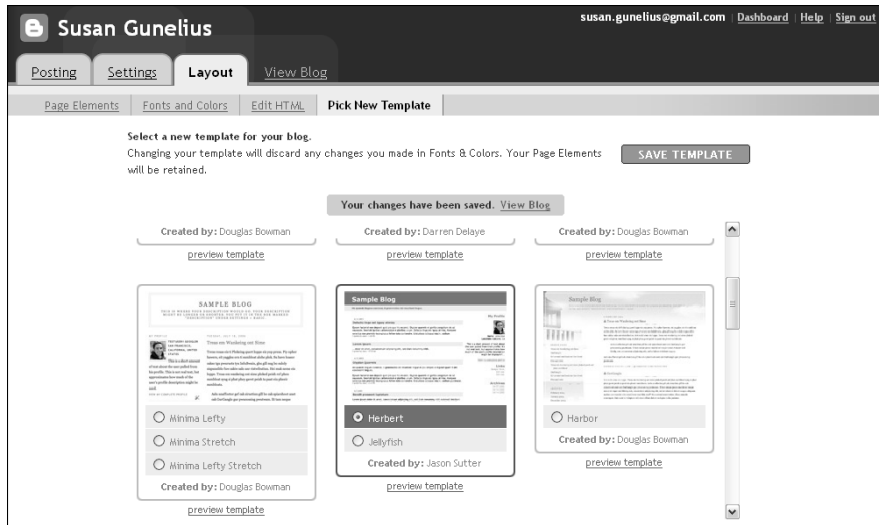 Susan Gunelius
susan.gunelius@gmail.com | Dashboard | Help | Sign out
Posting Settings Layout View Blog
Page Elements Fonts and Colors Edit HTML Pick New Template
Select a new template for your blog.
Changing your template will discard any changes you made in Fonts & Colors. Your Page Elements
will be retained.
SAVE TEMPLATE
Your changes have been saved. View Blog
Created by: Douglas Bowman
preview template
Created by: Darren Delaye
preview template
Created by: Douglas Bowman
preview template
SAMPLE BLOG
Minima Lefty
Minima Stretch
Minima Lefty Stretch
Created by: Douglas Bowman
preview template
Sample Blog
Herbert
Jellyfish
Created by: Jason Sutter
preview template
Sample Blog
Harbor
Created by: Douglas Bowman
preview template